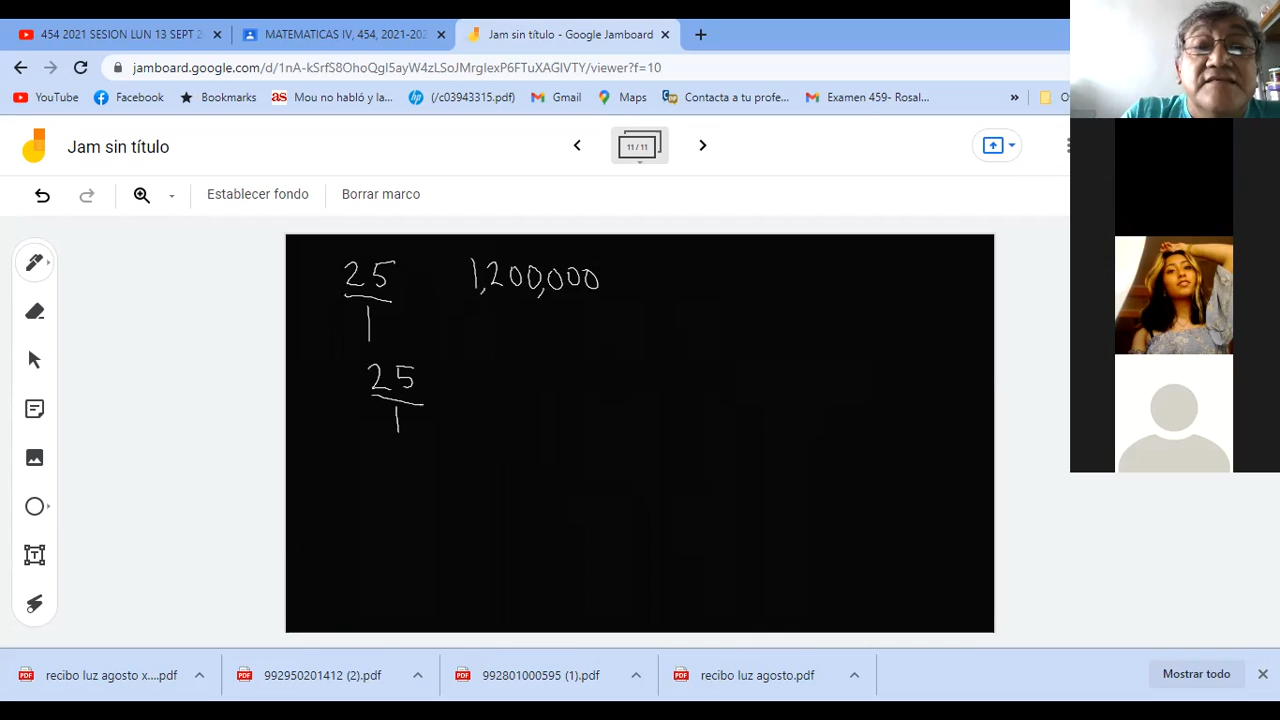 454 2021 SESION LUN 13 SEPT 2
MATEMATICAS IV, 454, 2021-202
Jam sin título - Google Jamboard
jamboard.google.com/d/1nA-kSrfS8OhoQgI5ayW4zLSoJMrgIexPSFTuXAGIVTY/viewer?f=10
YouTube Facebook Bookmarks as Mou no habló y la... hp (/c03943315.pdf) Gmail Maps Contacta a tu profe... Examen 459- Rosal... » O
Jam sin título
11 / 11
Establecer fondo Borrar marco
25 1,200,000
1
25
1
recibo luz agosto x....pdf 992950201412 (2).pdf 992801000595 (1).pdf recibo luz agosto.pdf Mostrar todo